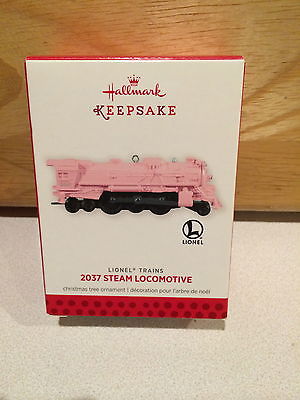 Hallmark
KEEPSAKE
LIONEL
LIONEL® TRAINS
2037 STEAM LOCOMOTIVE
christmas tree ornament | décoration pour l'arbre de noël